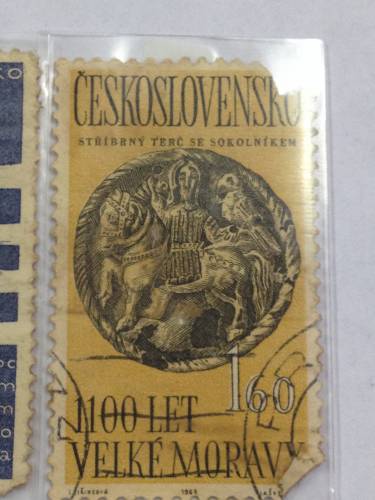 ČESKOSLOVENSKO
STŘÍBRNÝ TERČ SE SOKOLNÍKEM
1 60
1100 LET
VELKÉ MORAVY